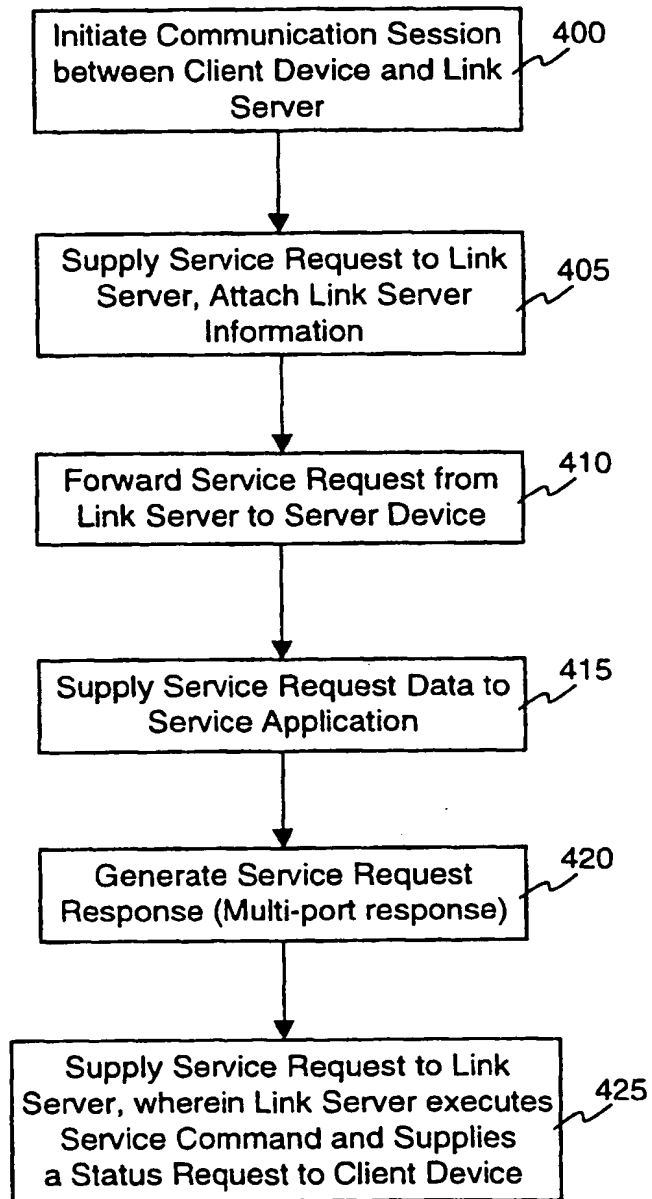 Initiate Communication Session
between Client Device and Link
Server
400
Supply Service Request to Link
Server, Attach Link Server
Information
405
Forward Service Request from
Link Server to Server Device
410
Supply Service Request Data to
Service Application
415
Generate Service Request
Response (Multi-port response)
420
Supply Service Request to Link
Server, wherein Link Server executes
Service Command and Supplies
a Status Request to Client Device
425